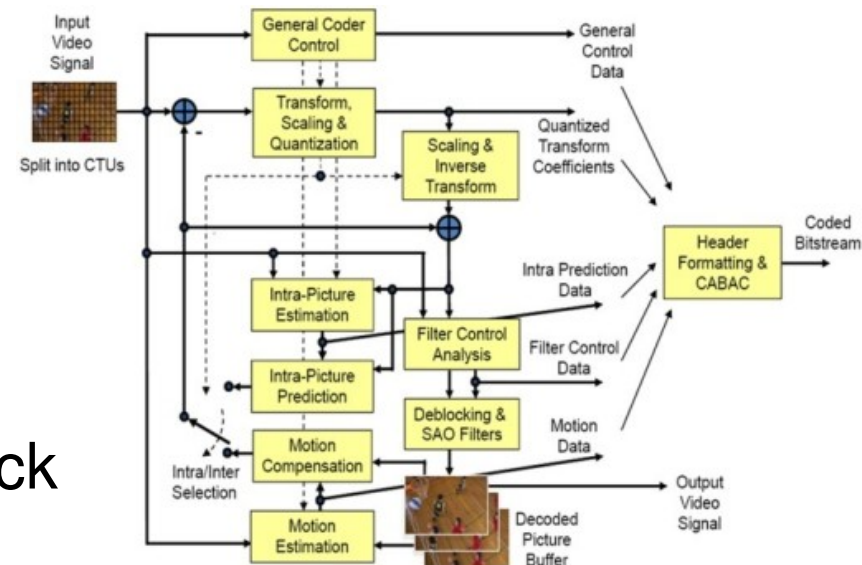 Input
Video
Signal
Split into CTUs
General Coder
Control
Transform,
Scaling &
Quantization
-
Scaling &
Inverse
Transform
General
Control
Data
Quantized
Transform
Coefficients
Header
Formatting &
CABAC
Coded
Bitstream
Intra-Picture
Estimation
Intra Prediction
Data
Filter Control
Analysis
Filter Control
Data
Intra-Picture
Prediction
Deblocking &
SAO Filters
Motion
Data
ck
Motion
Compensation
Intra/Inter
Selection
Motion
Estimation
Decoded
Picture
Buffer
Output
Video
Signal